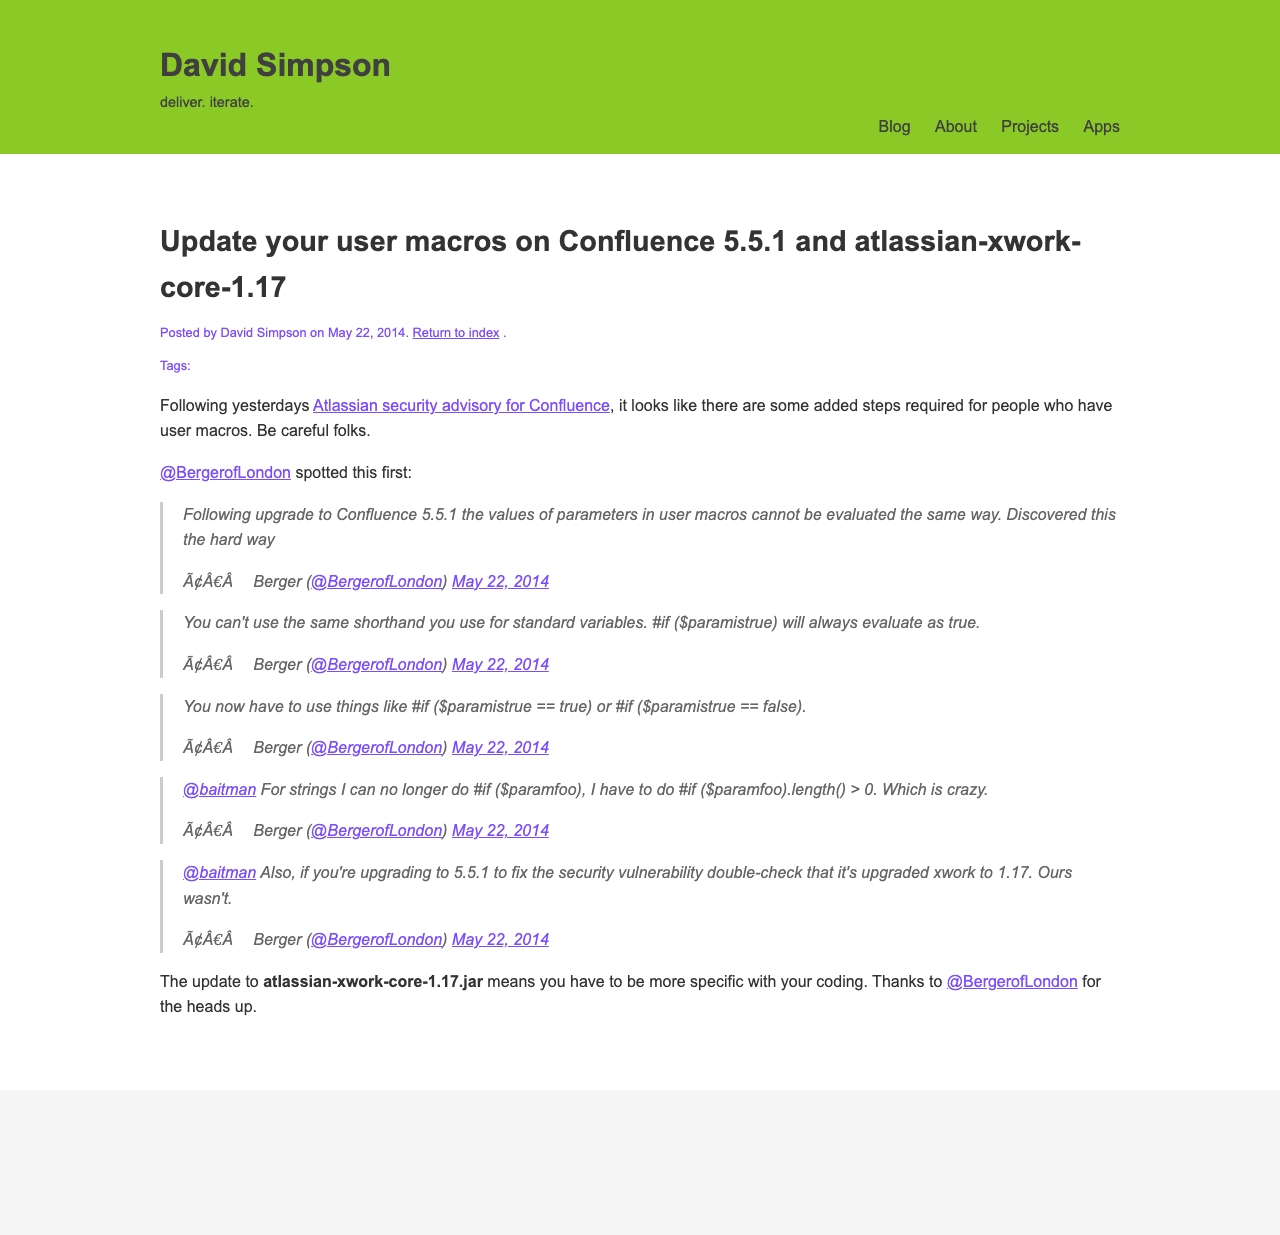 David Simpson
deliver. iterate.
Blog About Projects Apps
Update your user macros on Confluence 5.5.1 and atlassian-xwork-
core-1.17
Posted by David Simpson on May 22, 2014. Return to index .
Tags:
Following yesterdays Atlassian security advisory for Confluence, it looks like there are some added steps required for people who have
user macros. Be careful folks.
@BergerofLondon spotted this first:
Following upgrade to Confluence 5.5.1 the values of parameters in user macros cannot be evaluated the same way. Discovered this
the hard way
Ã¢Â€Â Berger (@BergerofLondon) May 22, 2014
You can't use the same shorthand you use for standard variables. #if ($paramistrue) will always evaluate as true.
Ã¢Â€Â Berger (@BergerofLondon) May 22, 2014
You now have to use things like #if ($paramistrue == true) or #if ($paramistrue == false).
Ã¢Â€Â Berger (@BergerofLondon) May 22, 2014
@baitman For strings I can no longer do #if ($paramfoo), I have to do #if ($paramfoo).length() > 0. Which is crazy.
Ã¢Â€Â Berger (@BergerofLondon) May 22, 2014
@baitman Also, if you're upgrading to 5.5.1 to fix the security vulnerability double-check that it's upgraded xwork to 1.17. Ours
wasn't.
Ã¢Â€Â Berger (@BergerofLondon) May 22, 2014
The update to atlassian-xwork-core-1.17.jar means you have to be more specific with your coding. Thanks to @BergerofLondon for
the heads up.